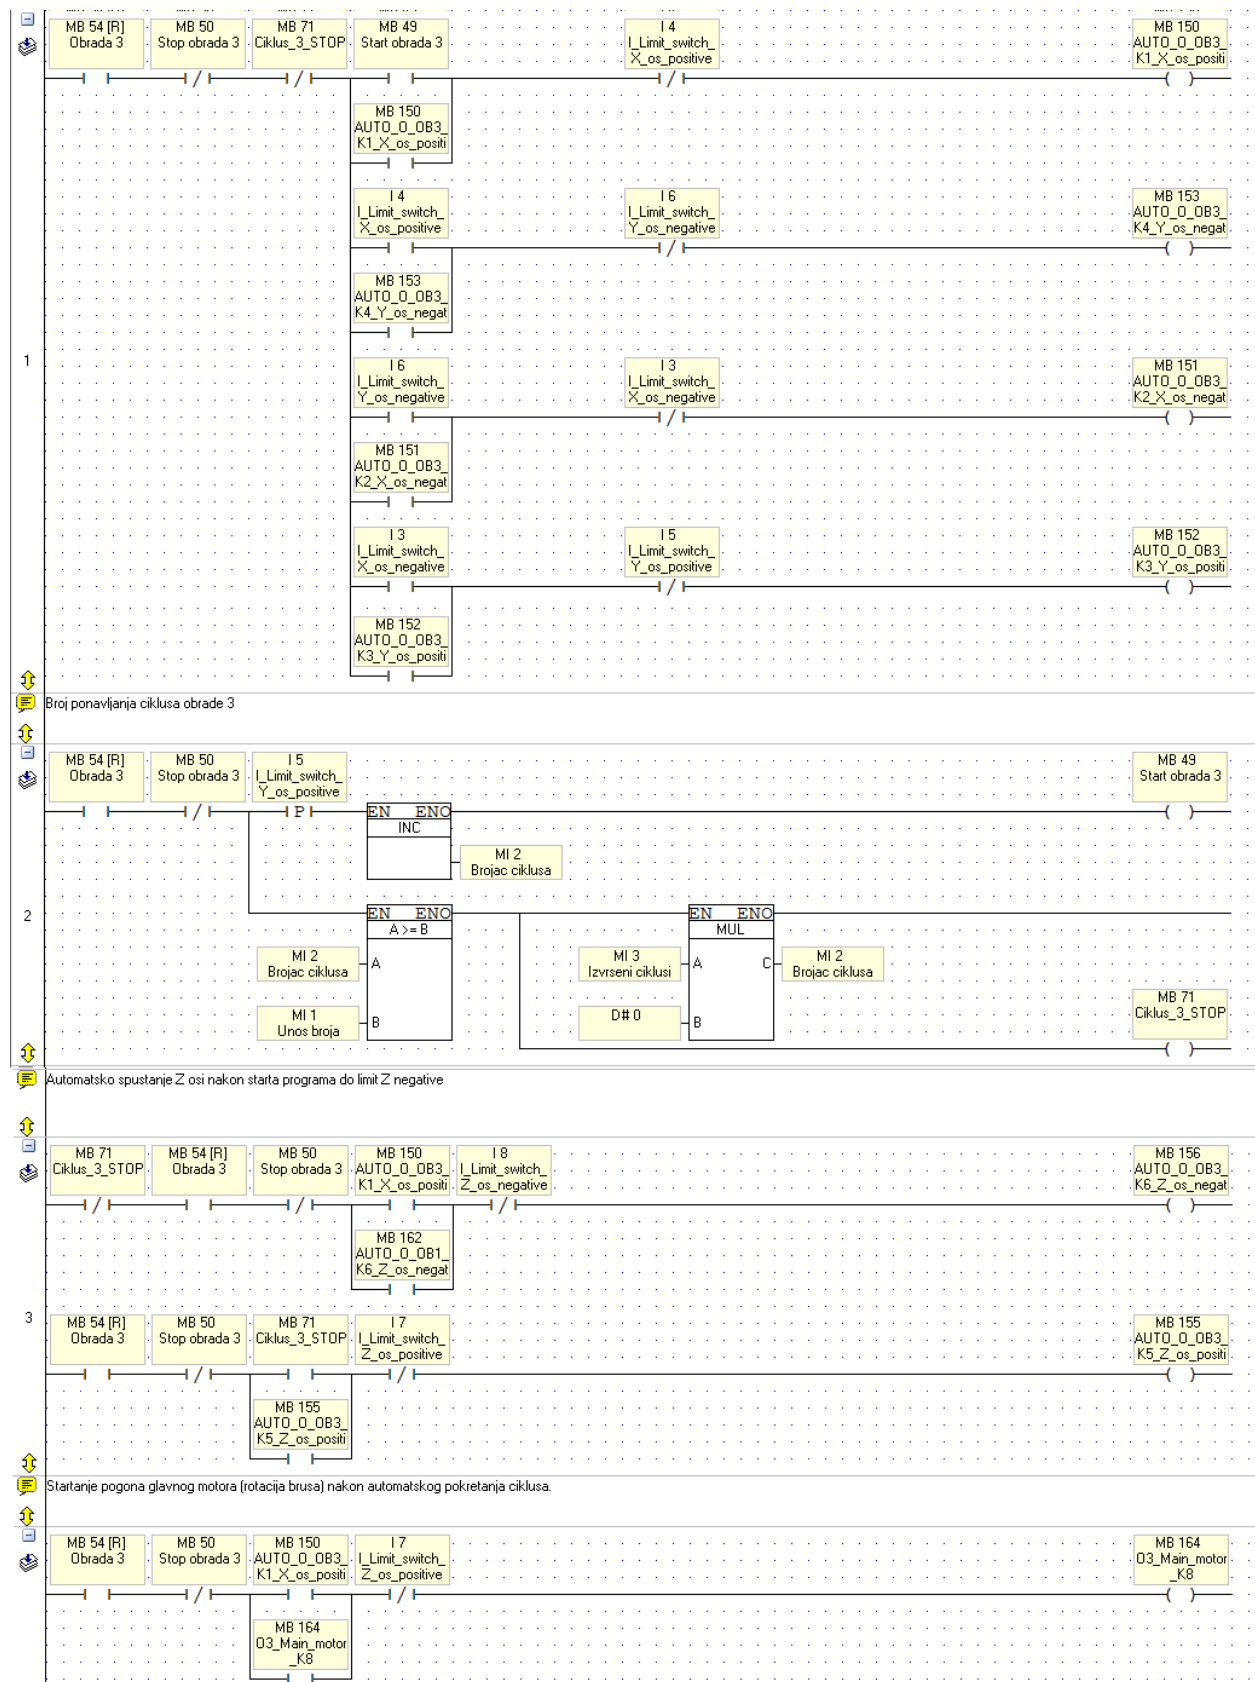 MB 54 [R] MB 50 MB 71 MB 49 I 4 MB 150
Obrada 3 Stop obrada 3 Ciklus_3_STOP Start obrada 3 I_Limit_switch_ AUTO_0_OB3_
X_os_positive K1_X_os_positi
MB 150
AUTO_0_OB3_
K1_X_os_positi
I 4 I 6 MB 153
I_Limit_switch_ I_Limit_switch_ AUTO_0_OB3_
X_os_positive Y_os_negative K4_Y_os_negat
MB 153
AUTO_0_OB3_
K4_Y_os_negat
1
I 6 I 3 MB 151
I_Limit_switch_ I_Limit_switch_ AUTO_0_OB3_
Y_os_negative X_os_negative K2_X_os_negat
MB 151
AUTO_0_OB3_
K2_X_os_negat
I 3 I 5 MB 152
I_Limit_switch_ I_Limit_switch_ AUTO_0_OB3_
X_os_negative Y_os_positive K3_Y_os_positi
MB 152
AUTO_0_OB3_
K3_Y_os_positi
Broj ponavljanja ciklusa obrade 3
MB 54 [R] MB 50 I 5 MB 49
Obrada 3 Stop obrada 3 I_Limit_switch_ Start obrada 3
Y_os_positive
P EN ENO
INC
MI 2
Brojac ciklusa
2
EN ENO EN ENO
A >= B MUL
MI 2 A MI 3 A C MI 2
Brojac ciklusa Izvrseni ciklusi Brojac ciklusa
MB 71
Ciklus_3_STOP
MI 1 B D# 0 B
Unos broja
Automatsko spustanje Z osi nakon starta programa do limit Z negative
MB 71 MB 54 [R] MB 50 MB 150 I 8 MB 156
Ciklus_3_STOP Obrada 3 Stop obrada 3 AUTO_0_OB3_ I_Limit_switch_ AUTO_0_OB3_
K1_X_os_positi Z_os_negative K6_Z_os_negat
MB 162
AUTO_0_OB1_
K6_Z_os_negat
3
MB 54 [R] MB 50 MB 71 I 7 MB 155
Obrada 3 Stop obrada 3 Ciklus_3_STOP I_Limit_switch_ AUTO_0_OB3_
Z_os_positive K5_Z_os_positi
MB 155
AUTO_0_OB3_
K5_Z_os_positi
Startanje pogona glavnog motora (rotacija brusa) nakon automatskog pokretanja ciklusa.
MB 54 [R] MB 50 MB 150 I 7 MB 164
Obrada 3 Stop obrada 3 AUTO_0_OB3_ I_Limit_switch_ O3_Main_motor
K1_X_os_positi Z_os_positive _K8
MB 164
O3_Main_motor
_K8